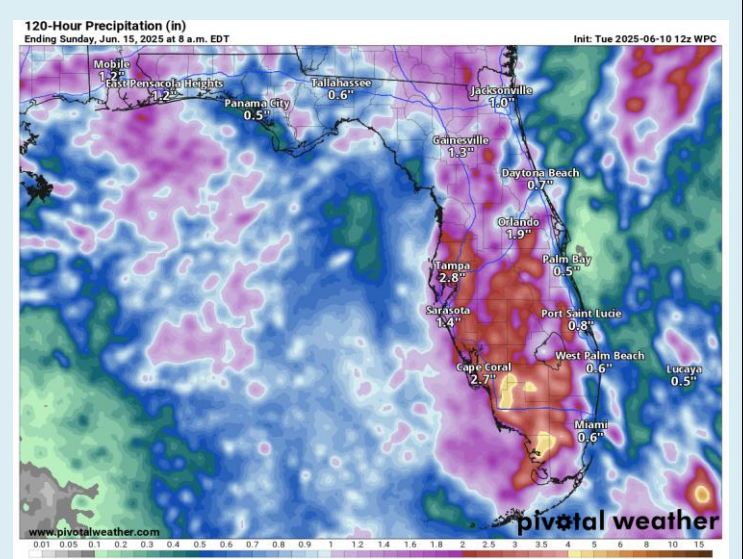 120-Hour Precipitation (in)
Ending Sunday, Jun. 15, 2025 at 8 a.m. EDT
Init: Tue 2025-06-10 12z WPC
Mobile
1.2"
East Pensacola Heights
1.2"
Panama City
0.5"
Tallahassee
0.6"
Jacksonville
1.0"
Gainesville
1.3"
Daytona Beach
0.7"
Orlando
1.9"
Tampa
2.8"
Palm Bay
0.5"
Sarasota
1.4"
Port Saint Lucie
0.8"
West Palm Beach
0.6"
Cape Coral
2.7"
Lucaya
0.5"
Miami
0.6"
www.pivotalweather.com
pivotal weather
0.01 0.05 0.1 0.2 0.3 0.4 0.5 0.6 0.7 0.8 0.9 1 1.2 1.4 1.6 1.8 2 2.5 3 3.5 4 5 6 8 10 15